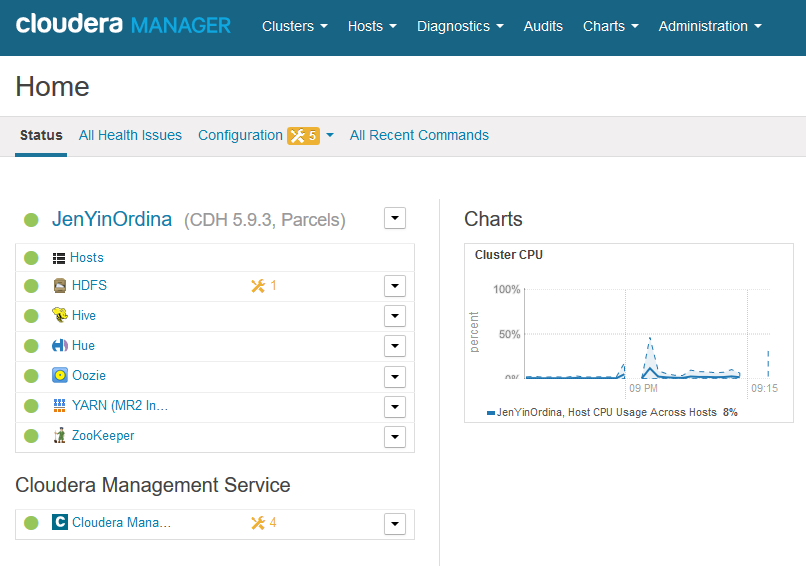 cloudera MANAGER Clusters Hosts Diagnostics Audits Charts Administration
Home
Status All Health Issues Configuration 5 All Recent Commands
JenYinOrdina (CDH 5.9.3, Parcels)
Hosts
HDFS 1
Hive
Hue
Oozie
YARN (MR2 In...
ZooKeeper
Cloudera Management Service
C Cloudera Mana... 4
Charts
Cluster CPU
percent
100%
50%
0%
09 PM 09:15
JenYinOrdina, Host CPU Usage Across Hosts 8%